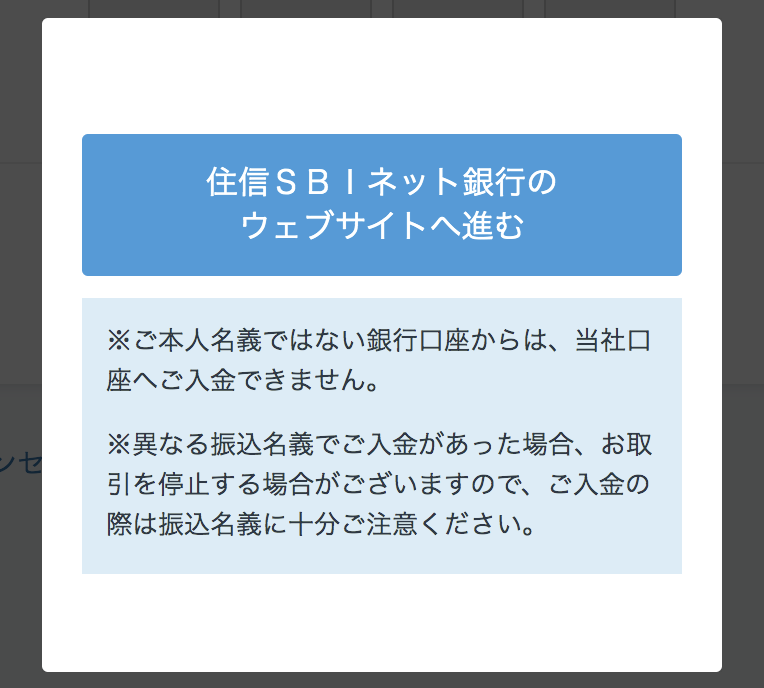 住信ＳＢＩネット銀行の
ウェブサイトへ進む
※ご本人名義ではない銀行口座からは、当社口
座へご入金できません。
※異なる振込名義でご入金があった場合、お取
引を停止する場合がございますので、ご入金の
際は振込名義に十分ご注意ください。
ンセ